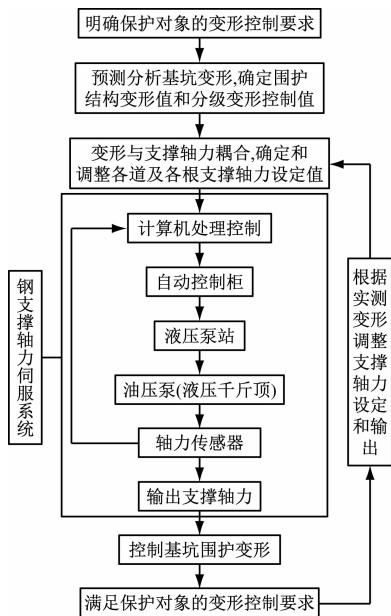 明确保护对象的变形控制要求
预测分析基坑变形,确定围护
结构变形值和分级变形控制值
变形与支撑轴力耦合,确定和
调整各道及各根支撑轴力设定值
计算机处理控制
自动控制柜
液压泵站
油压泵(液压千斤顶)
轴力传感器
输出支撑轴力
钢支撑轴力伺服系统
根据
实测
变形
调整
支撑
轴力
设定
和输
出
控制基坑围护变形
满足保护对象的变形控制要求